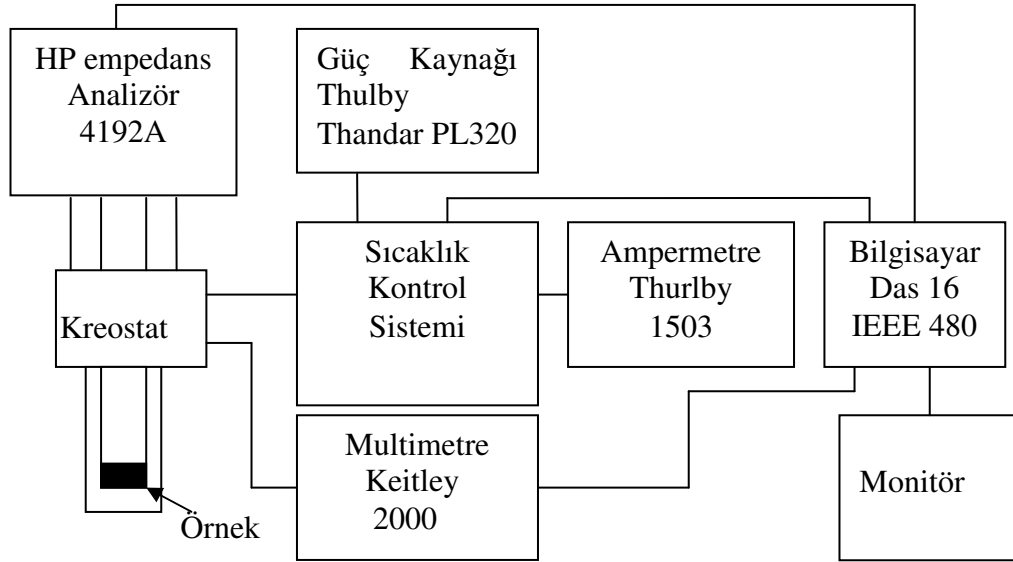 HP empedans
Analizör
4192A
Güç Kaynağı
Thulby
Thandar PL320
Sıcaklık
Kontrol
Sistemi
Ampermetre
Thurlby
1503
Bilgisayar
Das 16
IEEE 480
Kreostat
Multimetre
Keitley
2000
Monitör
Örnek